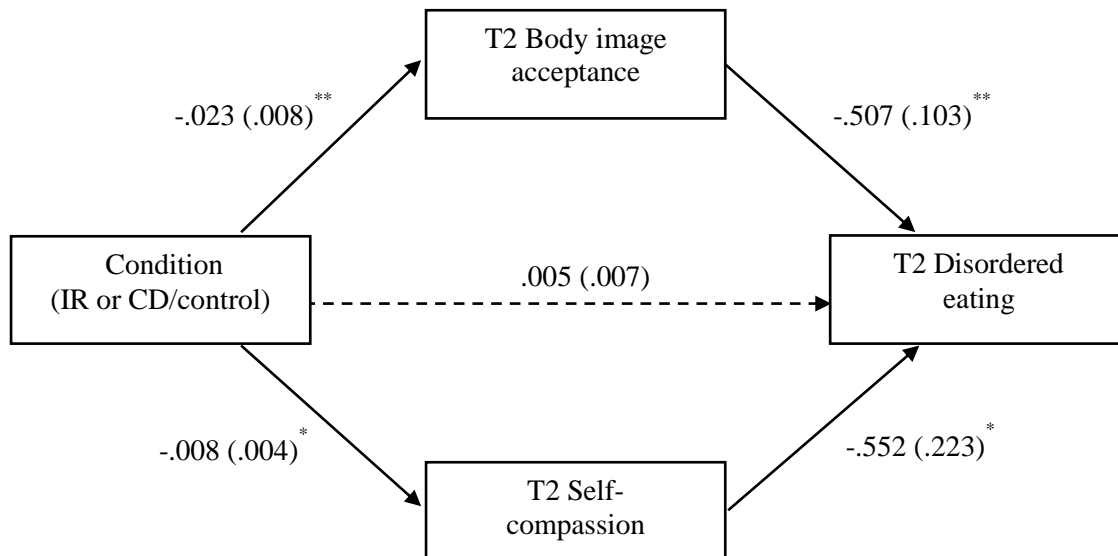 T2 Body image
acceptance
-.023 (.008)**
-.507 (.103)**
Condition
(IR or CD/control)
.005 (.007)
T2 Disordered
eating
-.008 (.004)*
-.552 (.223)*
T2 Self-
compassion